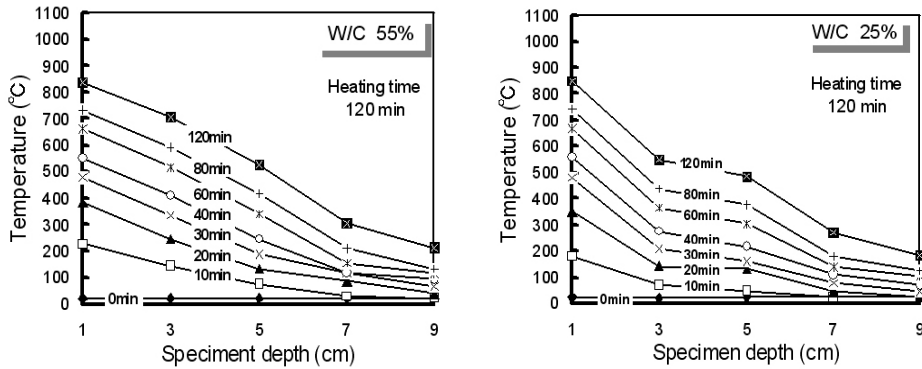 1100
1000
900
800
700
600
500
400
300
200
100
0
Temperature (°C)
W/C 55%
Heating time
120 min
120min
80min
60min
40min
30min
20min
10min
0min
1 3 5 7 9
Speciment depth (cm)
1100
1000
900
800
700
600
500
400
300
200
100
0
Temperature (°C)
W/C 25%
Heating time
120 min
120min
80min
60min
40min
30min
20min
10min
0min
1 3 5 7 9
Specimen depth (cm)